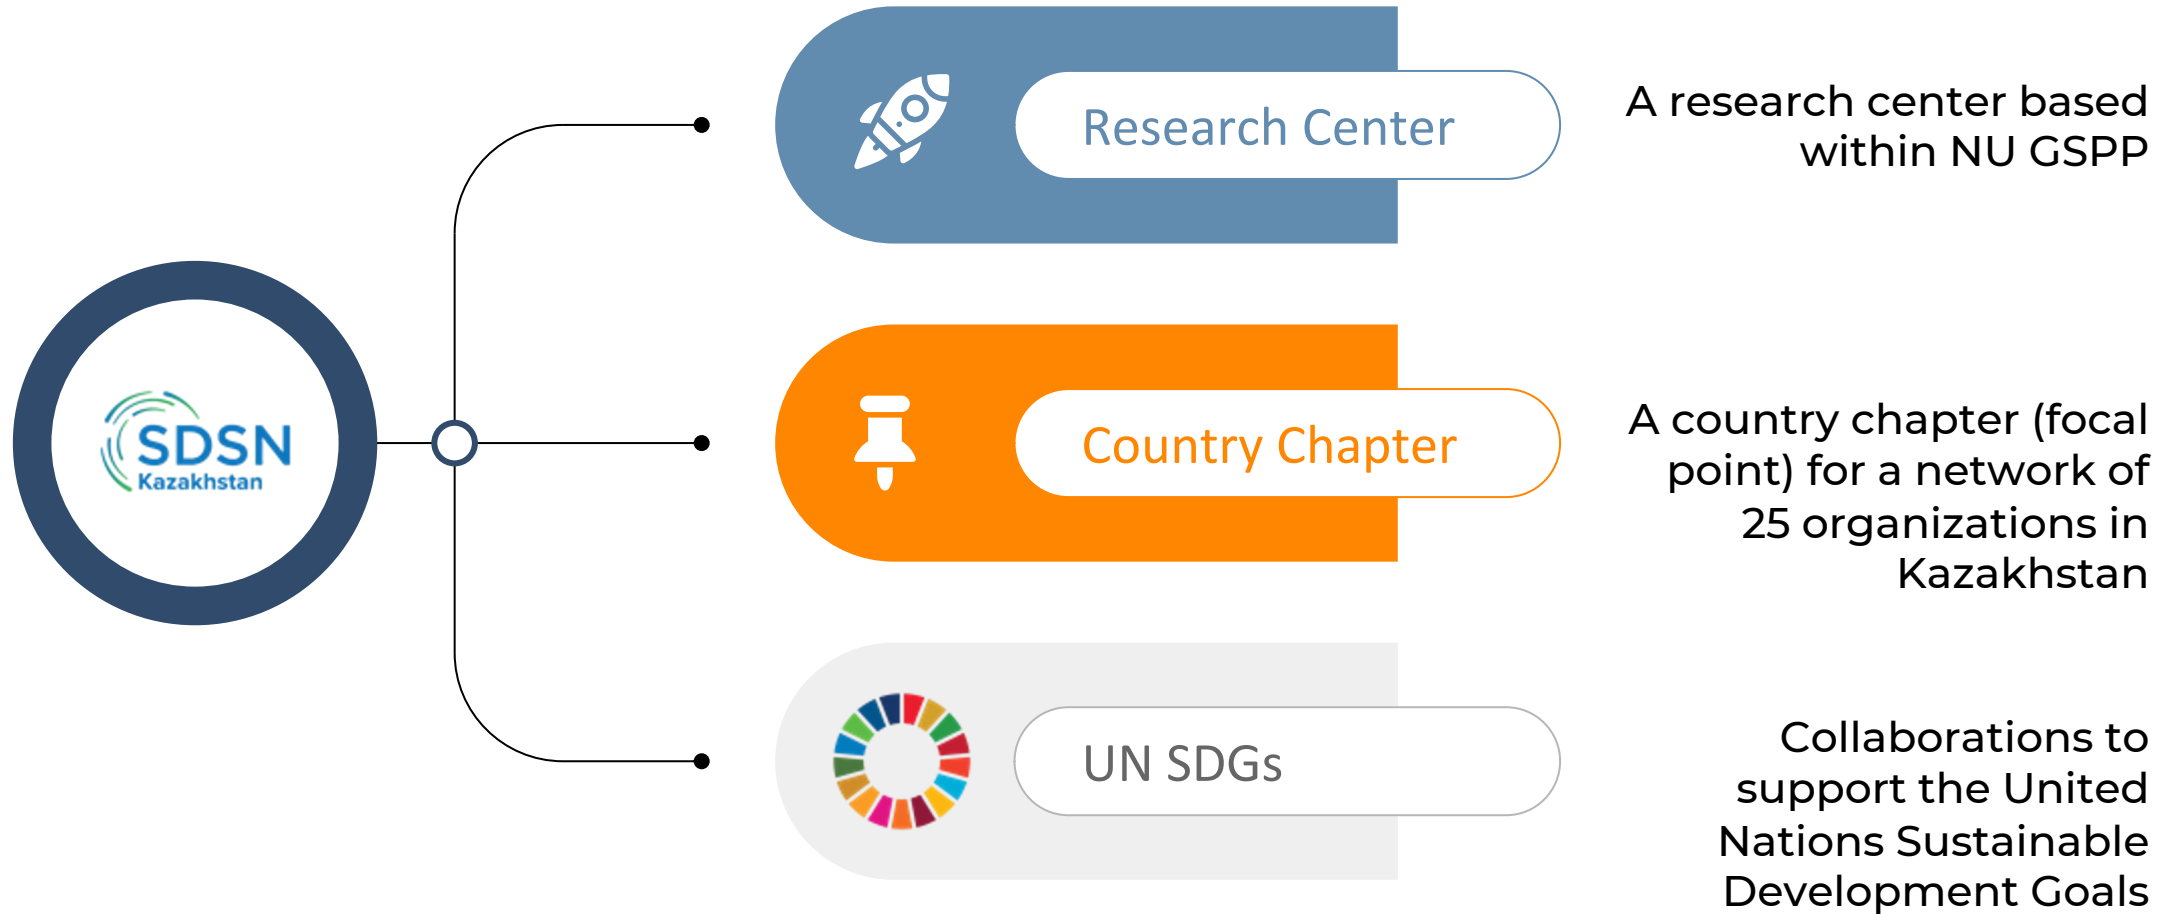 SDSN
Kazakhstan
Research Center
A research center based
within NU GSPP
Country Chapter
A country chapter (focal
point) for a network of
25 organizations in
Kazakhstan
UN SDGs
Collaborations to
support the United
Nations Sustainable
Development Goals